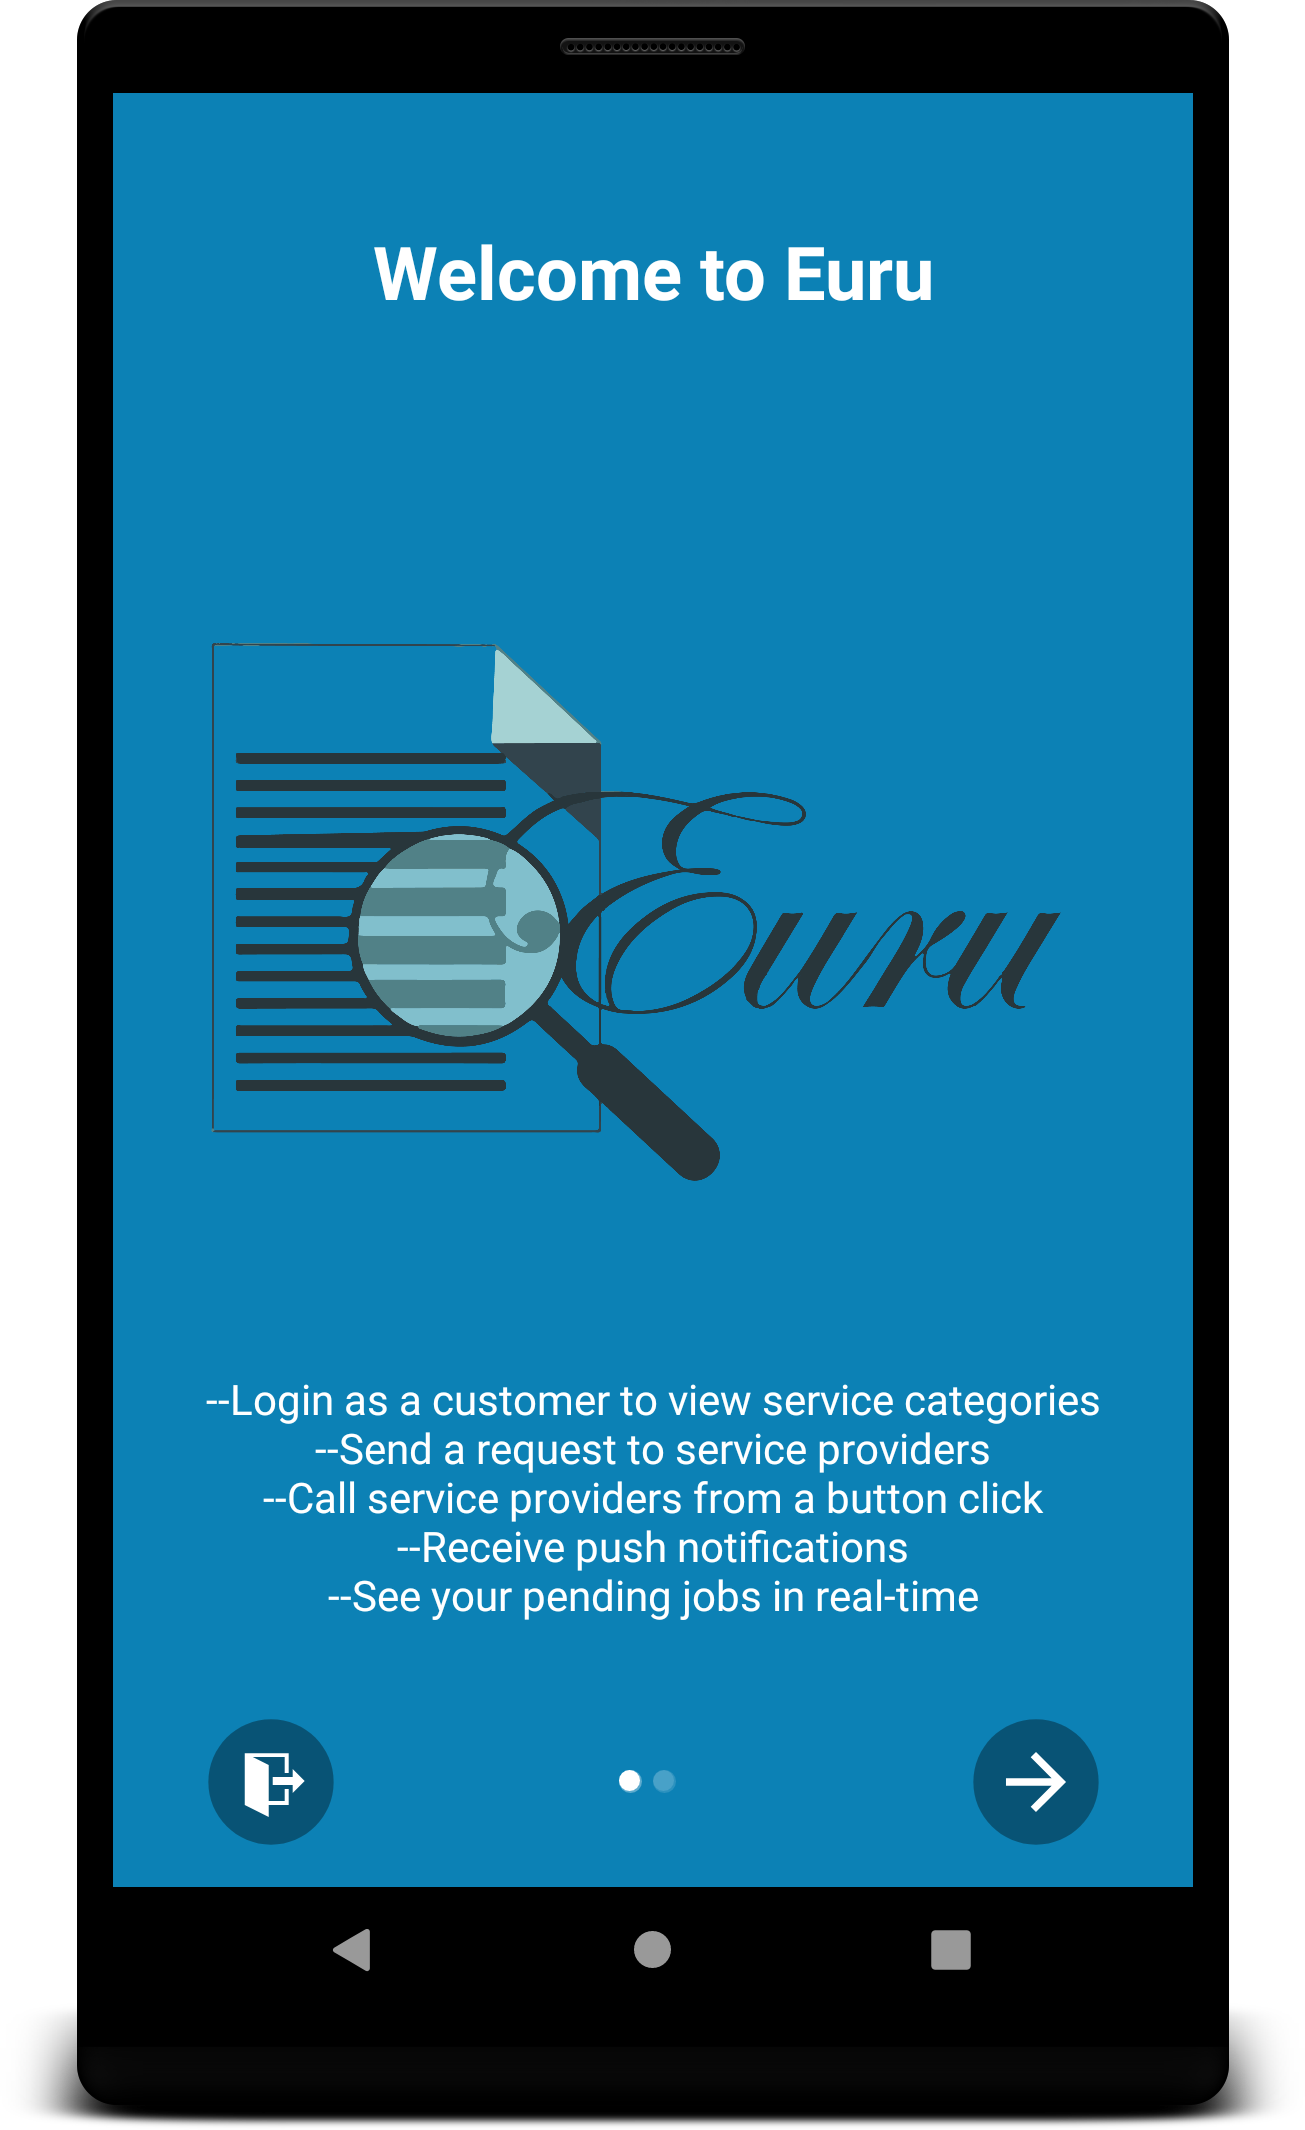 Welcome to Euru
Euru
--Login as a customer to view service categories
--Send a request to service providers
--Call service providers from a button click
--Receive push notifications
--See your pending jobs in real-time